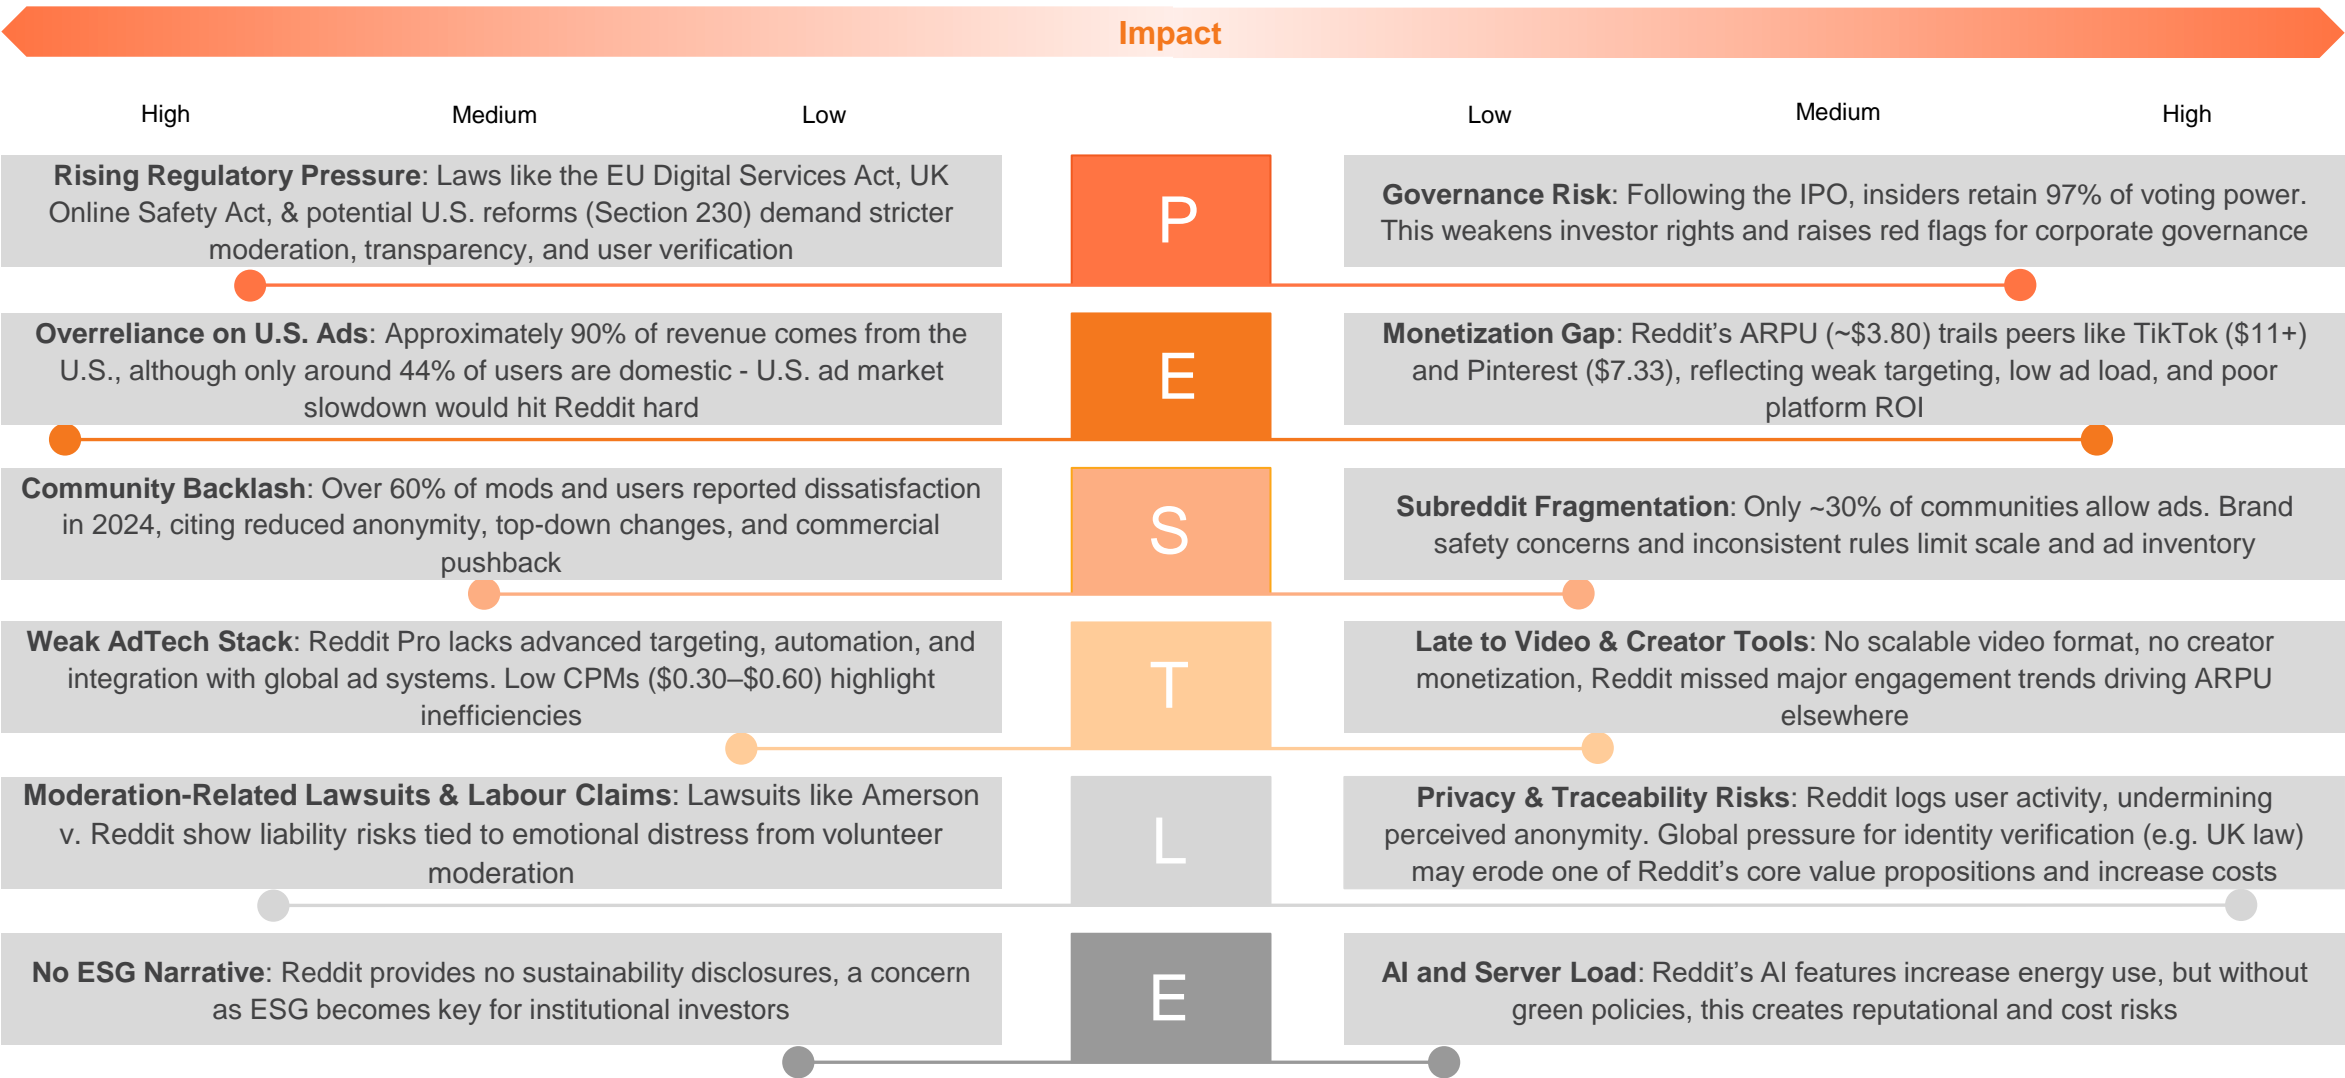 Impact
High
Medium
Low
Low
Medium
High
Rising Regulatory Pressure: Laws like the EU Digital Services Act, UK
Online Safety Act, & potential U.S. reforms (Section 230) demand stricter
moderation, transparency, and user verification
P
Governance Risk: Following the IPO, insiders retain 97% of voting power.
This weakens investor rights and raises red flags for corporate governance
Overreliance on U.S. Ads: Approximately 90% of revenue comes from the
U.S., although only around 44% of users are domestic - U.S. ad market
slowdown would hit Reddit hard
E
Monetization Gap: Reddit’s ARPU (~$3.80) trails peers like TikTok ($11+)
and Pinterest ($7.33), reflecting weak targeting, low ad load, and poor
platform ROI
Community Backlash: Over 60% of mods and users reported dissatisfaction
in 2024, citing reduced anonymity, top-down changes, and commercial
pushback
S
Subreddit Fragmentation: Only ~30% of communities allow ads. Brand
safety concerns and inconsistent rules limit scale and ad inventory
Weak AdTech Stack: Reddit Pro lacks advanced targeting, automation, and
integration with global ad systems. Low CPMs ($0.30–$0.60) highlight
inefficiencies
T
Late to Video & Creator Tools: No scalable video format, no creator
monetization, Reddit missed major engagement trends driving ARPU
elsewhere
Moderation-Related Lawsuits & Labour Claims: Lawsuits like Amerson
v. Reddit show liability risks tied to emotional distress from volunteer
moderation
L
Privacy & Traceability Risks: Reddit logs user activity, undermining
perceived anonymity. Global pressure for identity verification (e.g. UK law)
may erode one of Reddit’s core value propositions and increase costs
No ESG Narrative: Reddit provides no sustainability disclosures, a concern
as ESG becomes key for institutional investors
E
AI and Server Load: Reddit’s AI features increase energy use, but without
green policies, this creates reputational and cost risks